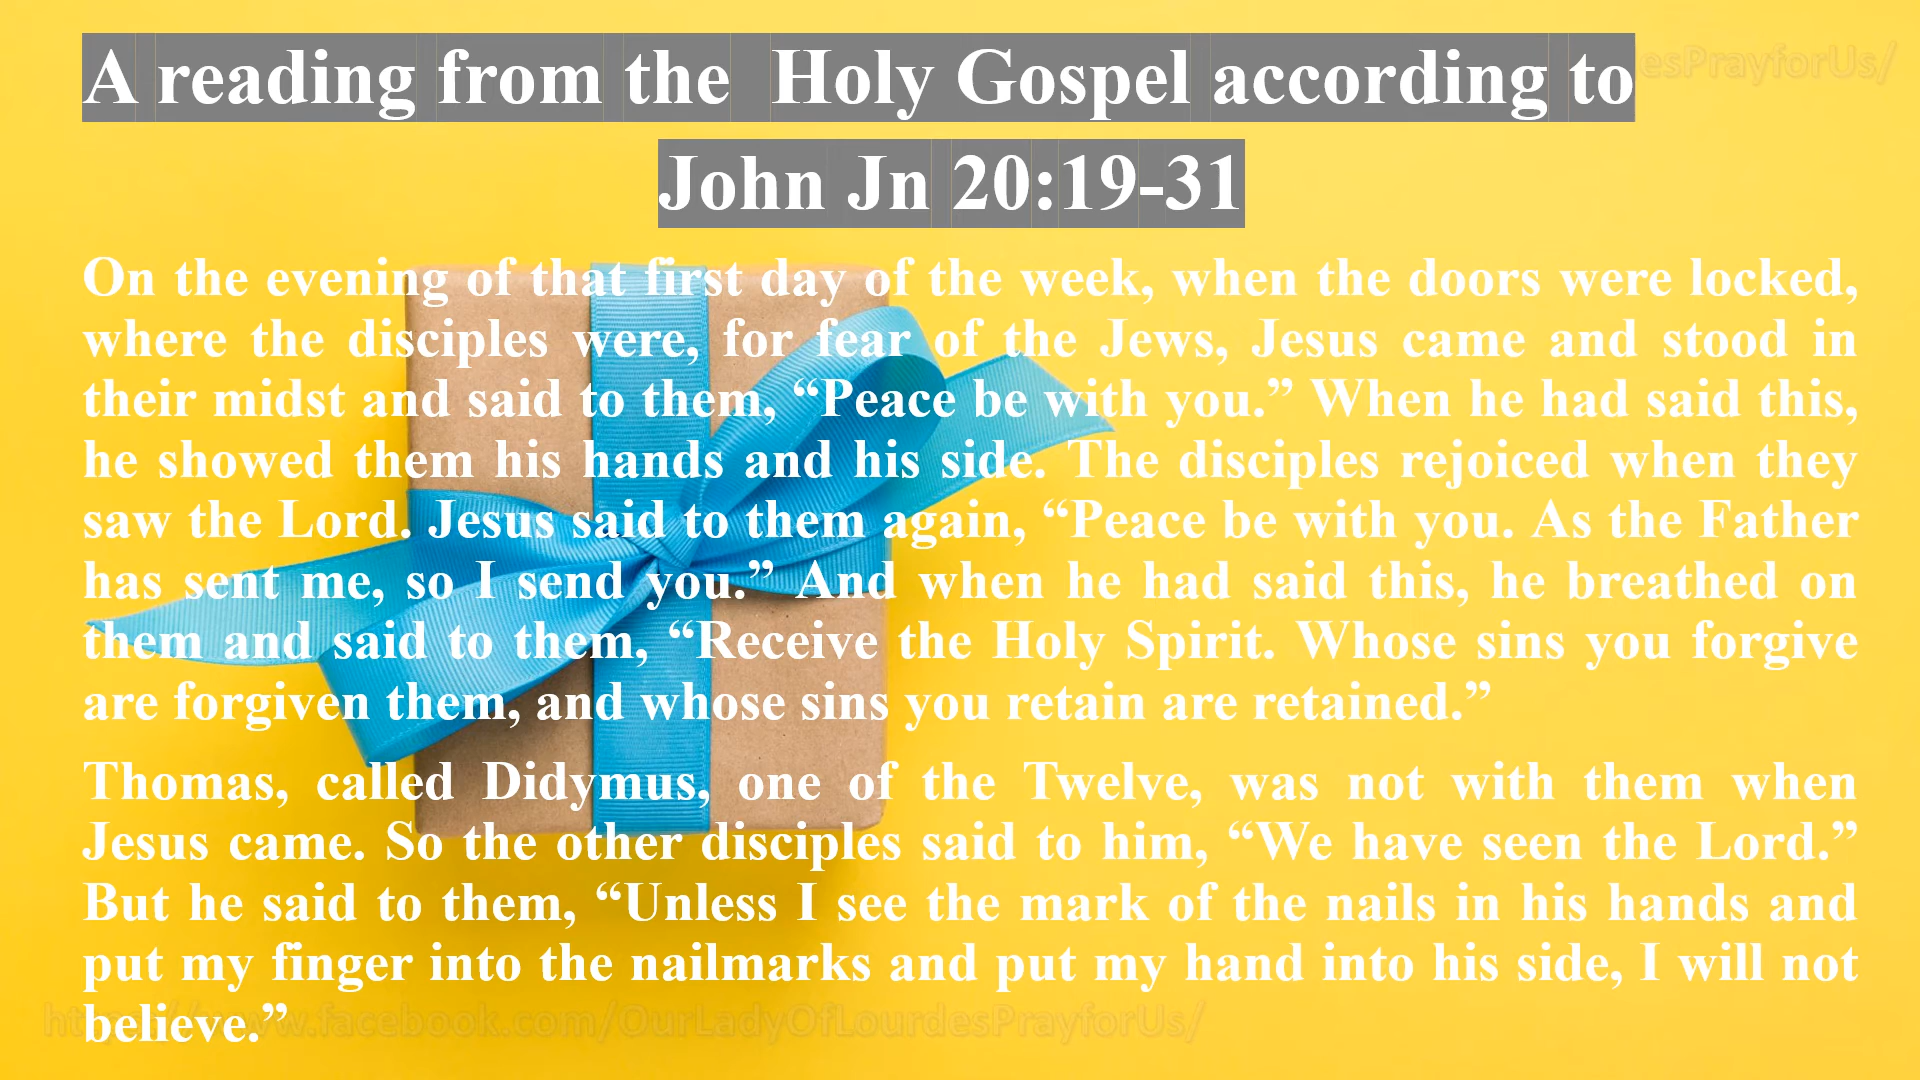 A reading from the  Holy Gospel according to
esPrayforUs/
John Jn 20:19-31
On the evening of that first day of the week, when the doors were locked,
where the disciples were, for fear of the Jews, Jesus came and stood in
their midst and said to them, “Peace be with you.” When he had said this,
he showed them his hands and his side. The disciples rejoiced when they
saw the Lord. Jesus said to them again, “Peace be with you. As the Father
has sent me, so I send you.” And when he had said this, he breathed on
them and said to them, “Receive the Holy Spirit. Whose sins you forgive
are forgiven them, and whose sins you retain are retained.”
Thomas, called Didymus, one of the Twelve, was not with them when
Jesus came. So the other disciples said to him, “We have seen the Lord.”
But he said to them, “Unless I see the mark of the nails in his hands and
put my finger into the nailmarks and put my hand into his side, I will not
believe.”
w.facebook.com/OurLadyOfLourdesPrayforUs/